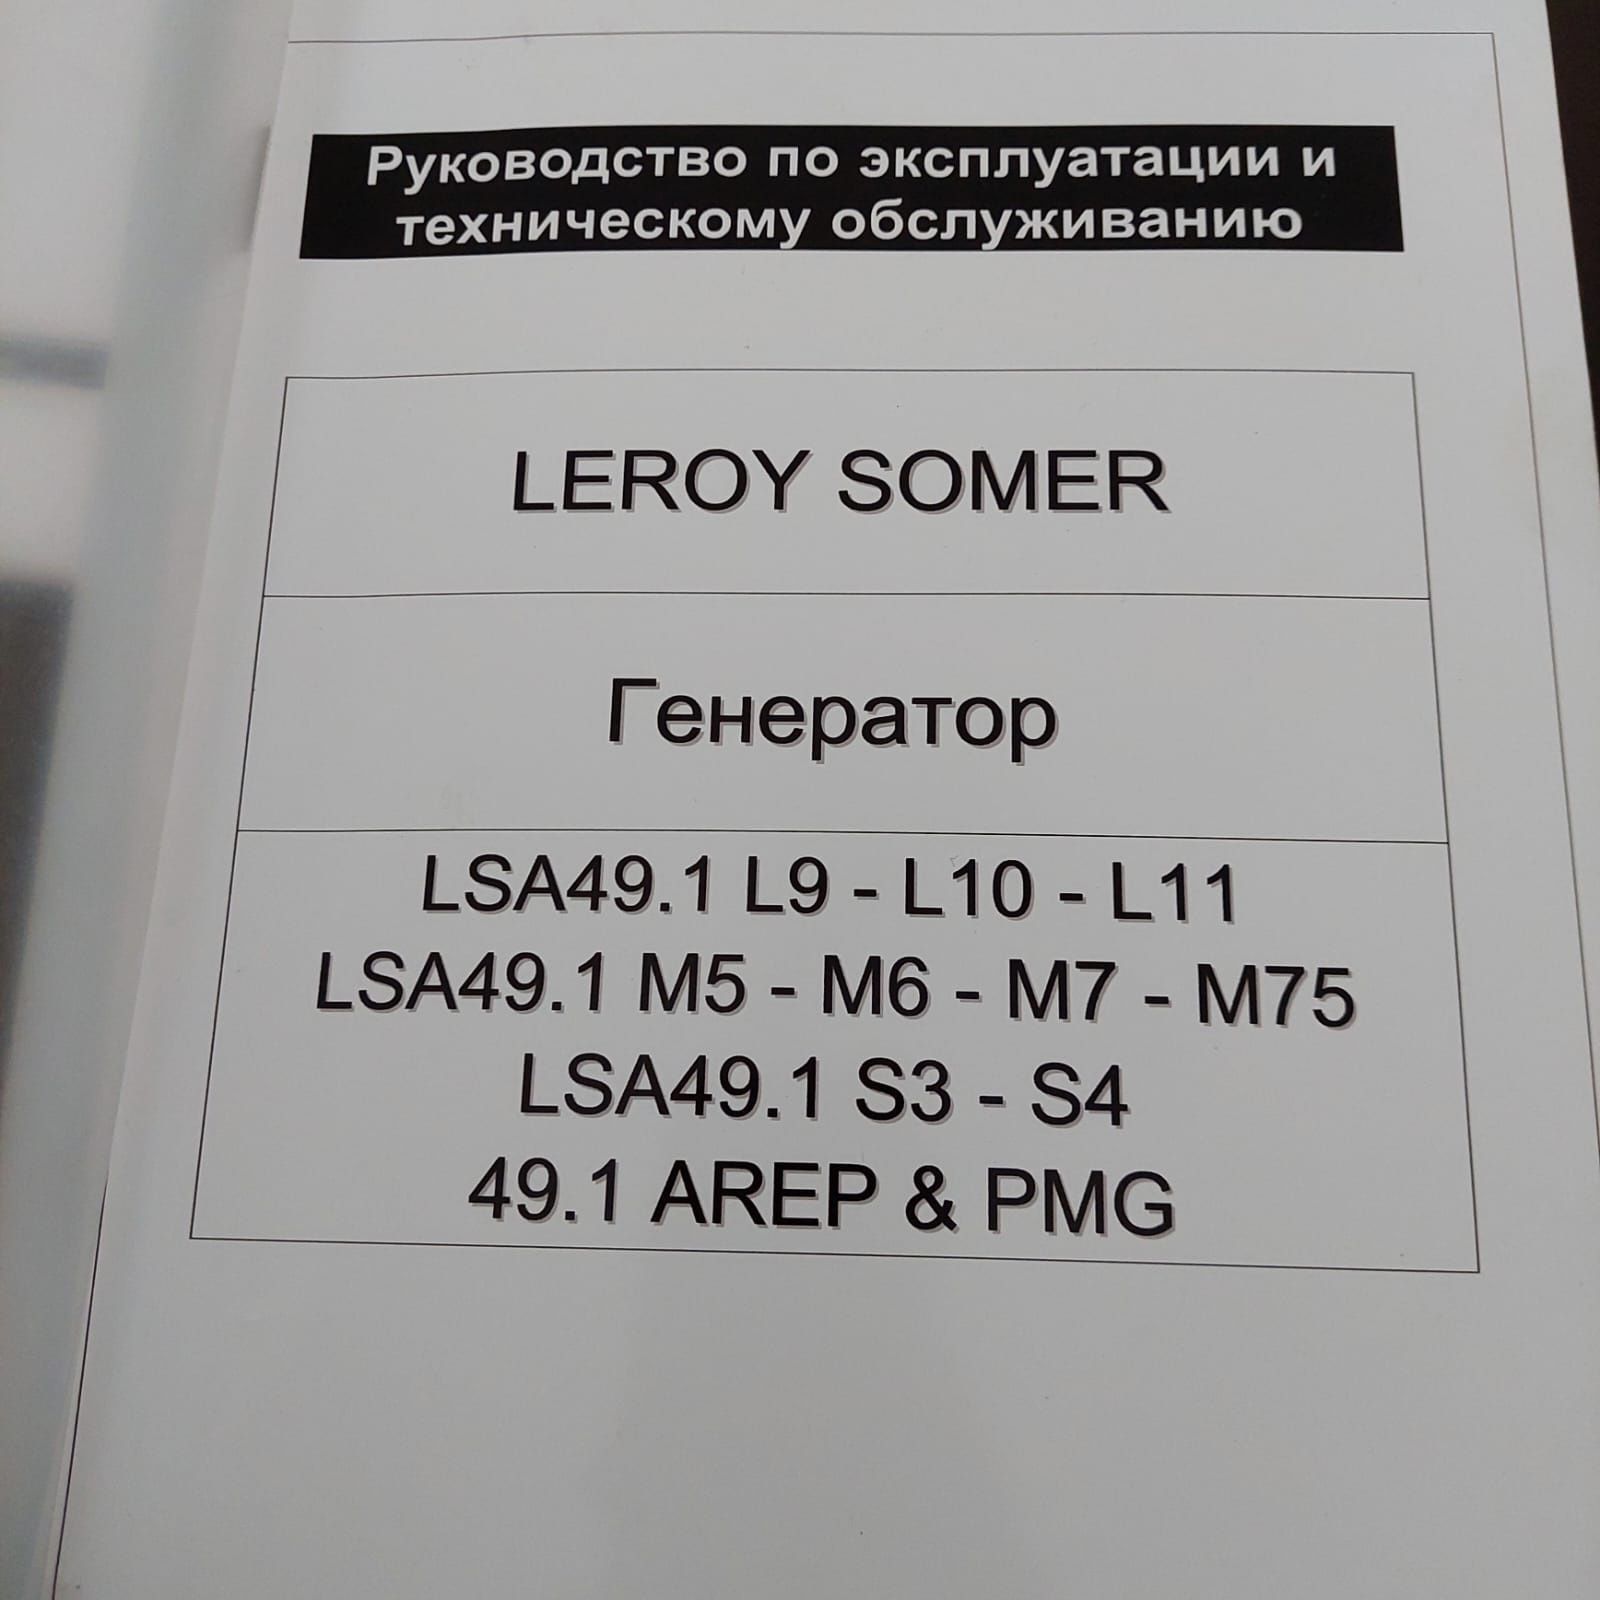 Руководство по эксплуатации и
техническому обслуживанию
LEROY SOMER
Генератор
LSA49.1 L9 - L10 - L11
LSA49.1 M5 - M6 - M7 - M75
LSA49.1 S3 - S4
49.1 AREP & PMG